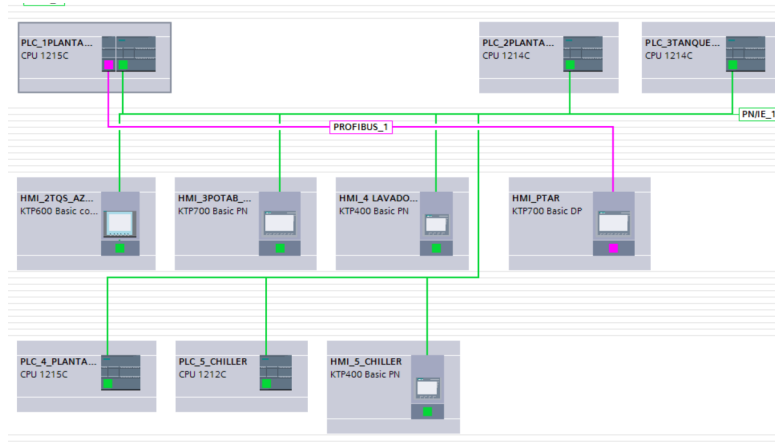 PLC_1PLANTA...
CPU 1215C
PLC_2PLANTA...
CPU 1214C
PLC_3TANQUE...
CPU 1214C
PN/IE_1
PROFIBUS_1
HMI_2TQS_AZ...
KTP600 Basic co...
HMI_3POTAB_...
KTP700 Basic PN
HMI_4 LAVADO...
KTP400 Basic PN
HMI_PTAR
KTP700 Basic DP
PLC_4_PLANTA...
CPU 1215C
PLC_5_CHILLER
CPU 1212C
HMI_5_CHILLER
KTP400 Basic PN